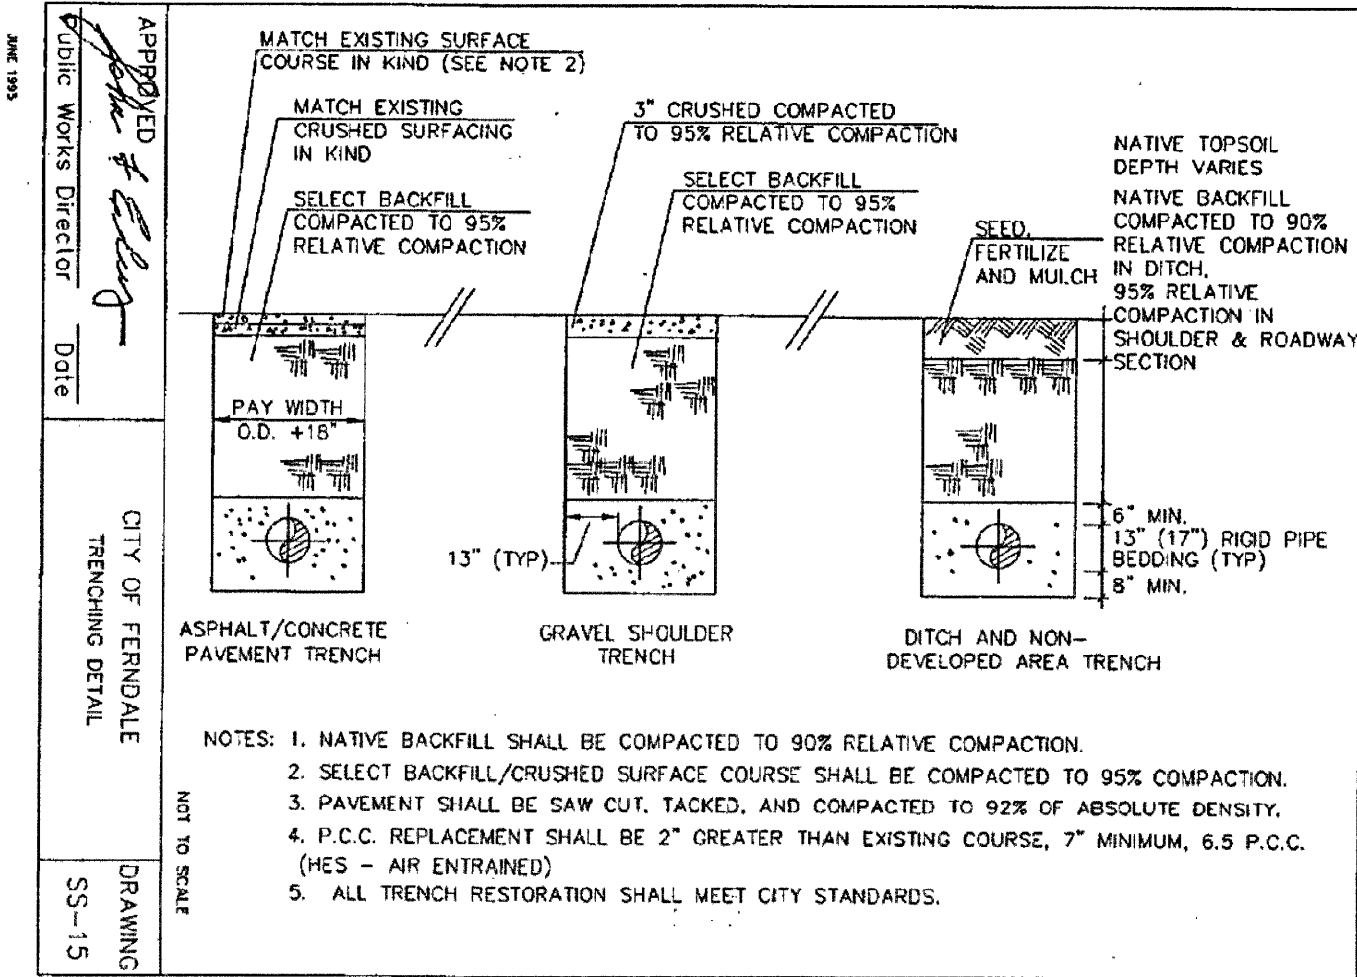 MATCH EXISTING SURFACE
COURSE IN KIND (SEE NOTE 2)
MATCH EXISTING
CRUSHED SURFACING
IN KIND
SELECT BACKFILL
COMPACTED TO 95%
RELATIVE COMPACTION
3" CRUSHED COMPACTED
TO 95% RELATIVE COMPACTION
SELECT BACKFILL
COMPACTED TO 95%
RELATIVE COMPACTION
SEED,
FERTILIZE
AND MULCH
NATIVE TOPSOIL
DEPTH VARIES
NATIVE BACKFILL
COMPACTED TO 90%
RELATIVE COMPACTION
IN DITCH,
95% RELATIVE
COMPACTION IN
SHOULDER & ROADWAY
SECTION
PAY WIDTH
O.D. +18"
13" (TYP)
6" MIN.
13" (17") RIGID PIPE
BEDDING (TYP)
8" MIN.
ASPHALT/CONCRETE
PAVEMENT TRENCH
GRAVEL SHOULDER
TRENCH
DITCH AND NON-
DEVELOPED AREA TRENCH
NOTES: 1. NATIVE BACKFILL SHALL BE COMPACTED TO 90% RELATIVE COMPACTION.
2. SELECT BACKFILL/CRUSHED SURFACE COURSE SHALL BE COMPACTED TO 95% COMPACTION.
3. PAVEMENT SHALL BE SAW CUT, TACKED, AND COMPACTED TO 92% OF ABSOLUTE DENSITY.
4. P.C.C. REPLACEMENT SHALL BE 2" GREATER THAN EXISTING COURSE, 7" MINIMUM, 6.5 P.C.C.
(HES - AIR ENTRAINED)
5. ALL TRENCH RESTORATION SHALL MEET CITY STANDARDS.
NOT TO SCALE
APPROVED
Public Works Director Date
CITY OF FERNDALE
TRENCHING DETAIL
DRAWING
SS-15
JUNE 1995